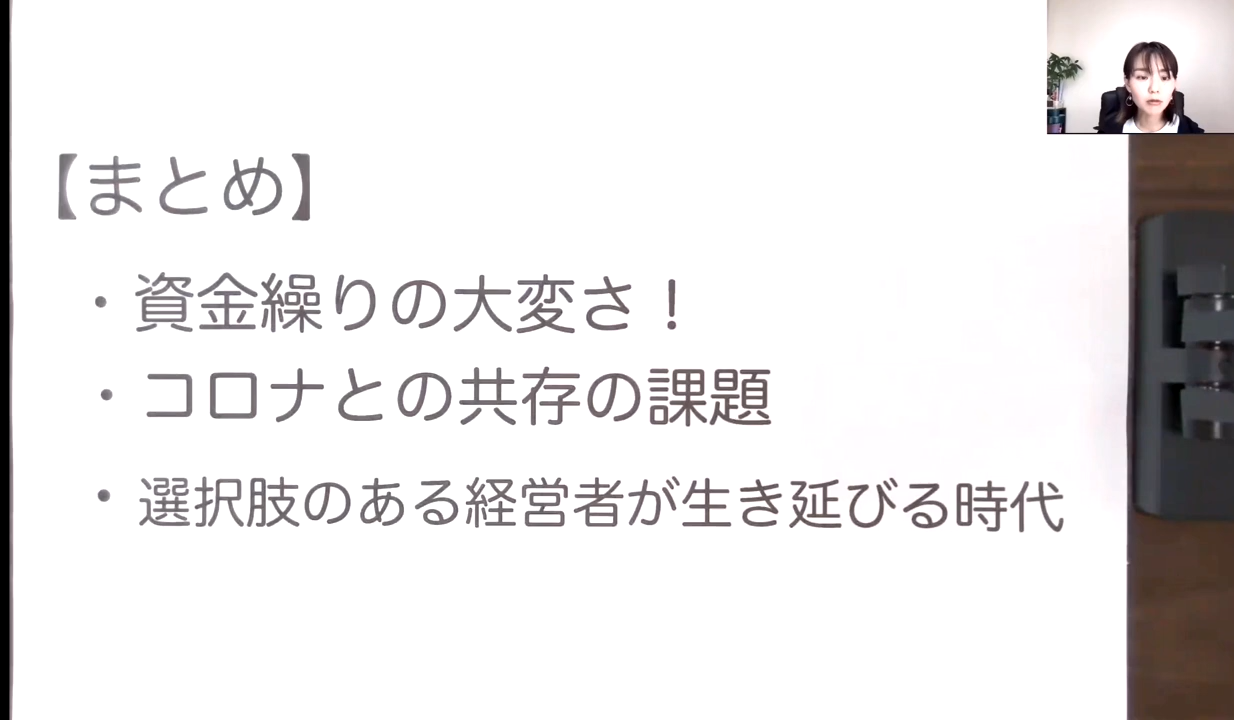 【まとめ】
・資金繰りの大変さ！
・コロナとの共存の課題
・選択肢のある経営者が生き延びる時代